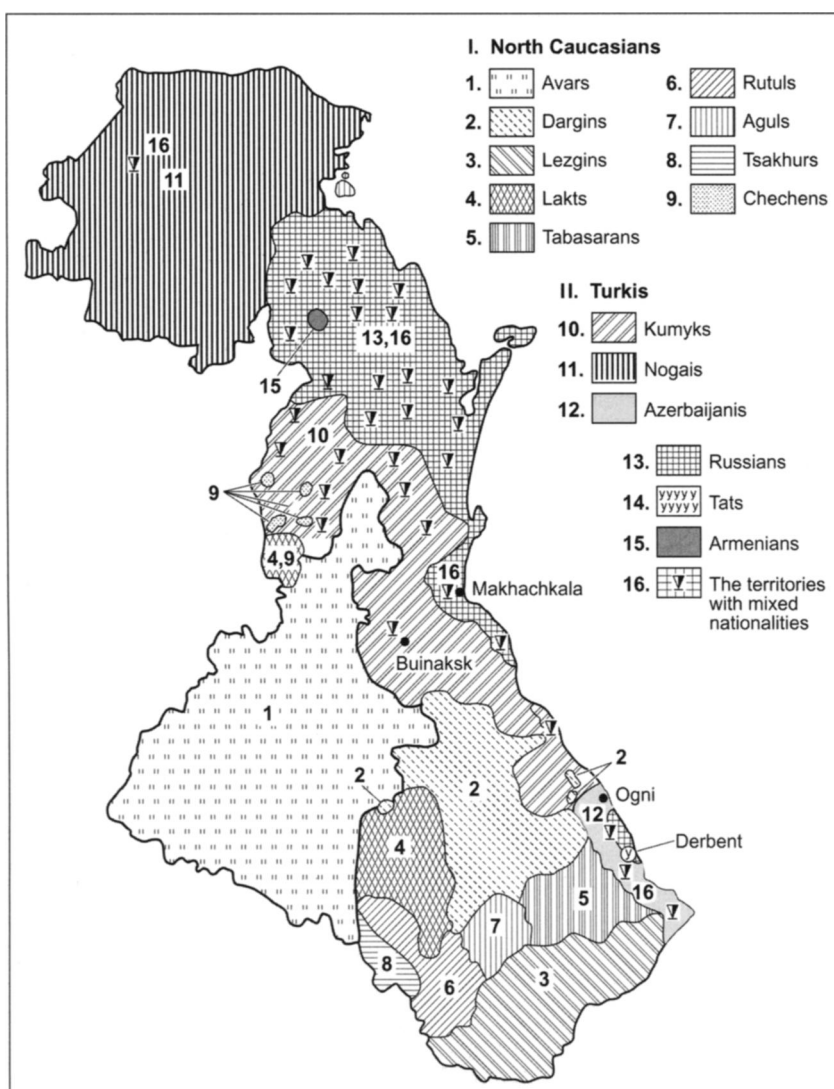 I. North Caucasians
1. Avars
2. Dargins
3. Lezgins
4. Lakts
5. Tabasarans
6. Rutuls
7. Aguls
8. Tsakhurs
9. Chechens
II. Turkis
10. Kumyks
11. Nogais
12. Azerbaijanis
13. Russians
14. yyyyy Tats
yyyyy
15. Armenians
16. The territories
with mixed
nationalities
16
11
13,16
15
10
9
4,9
16
Makhachkala
Buinaksk
1
2
2
2
Ogni
12
4
Derbent
y
16
5
7
8
6
3